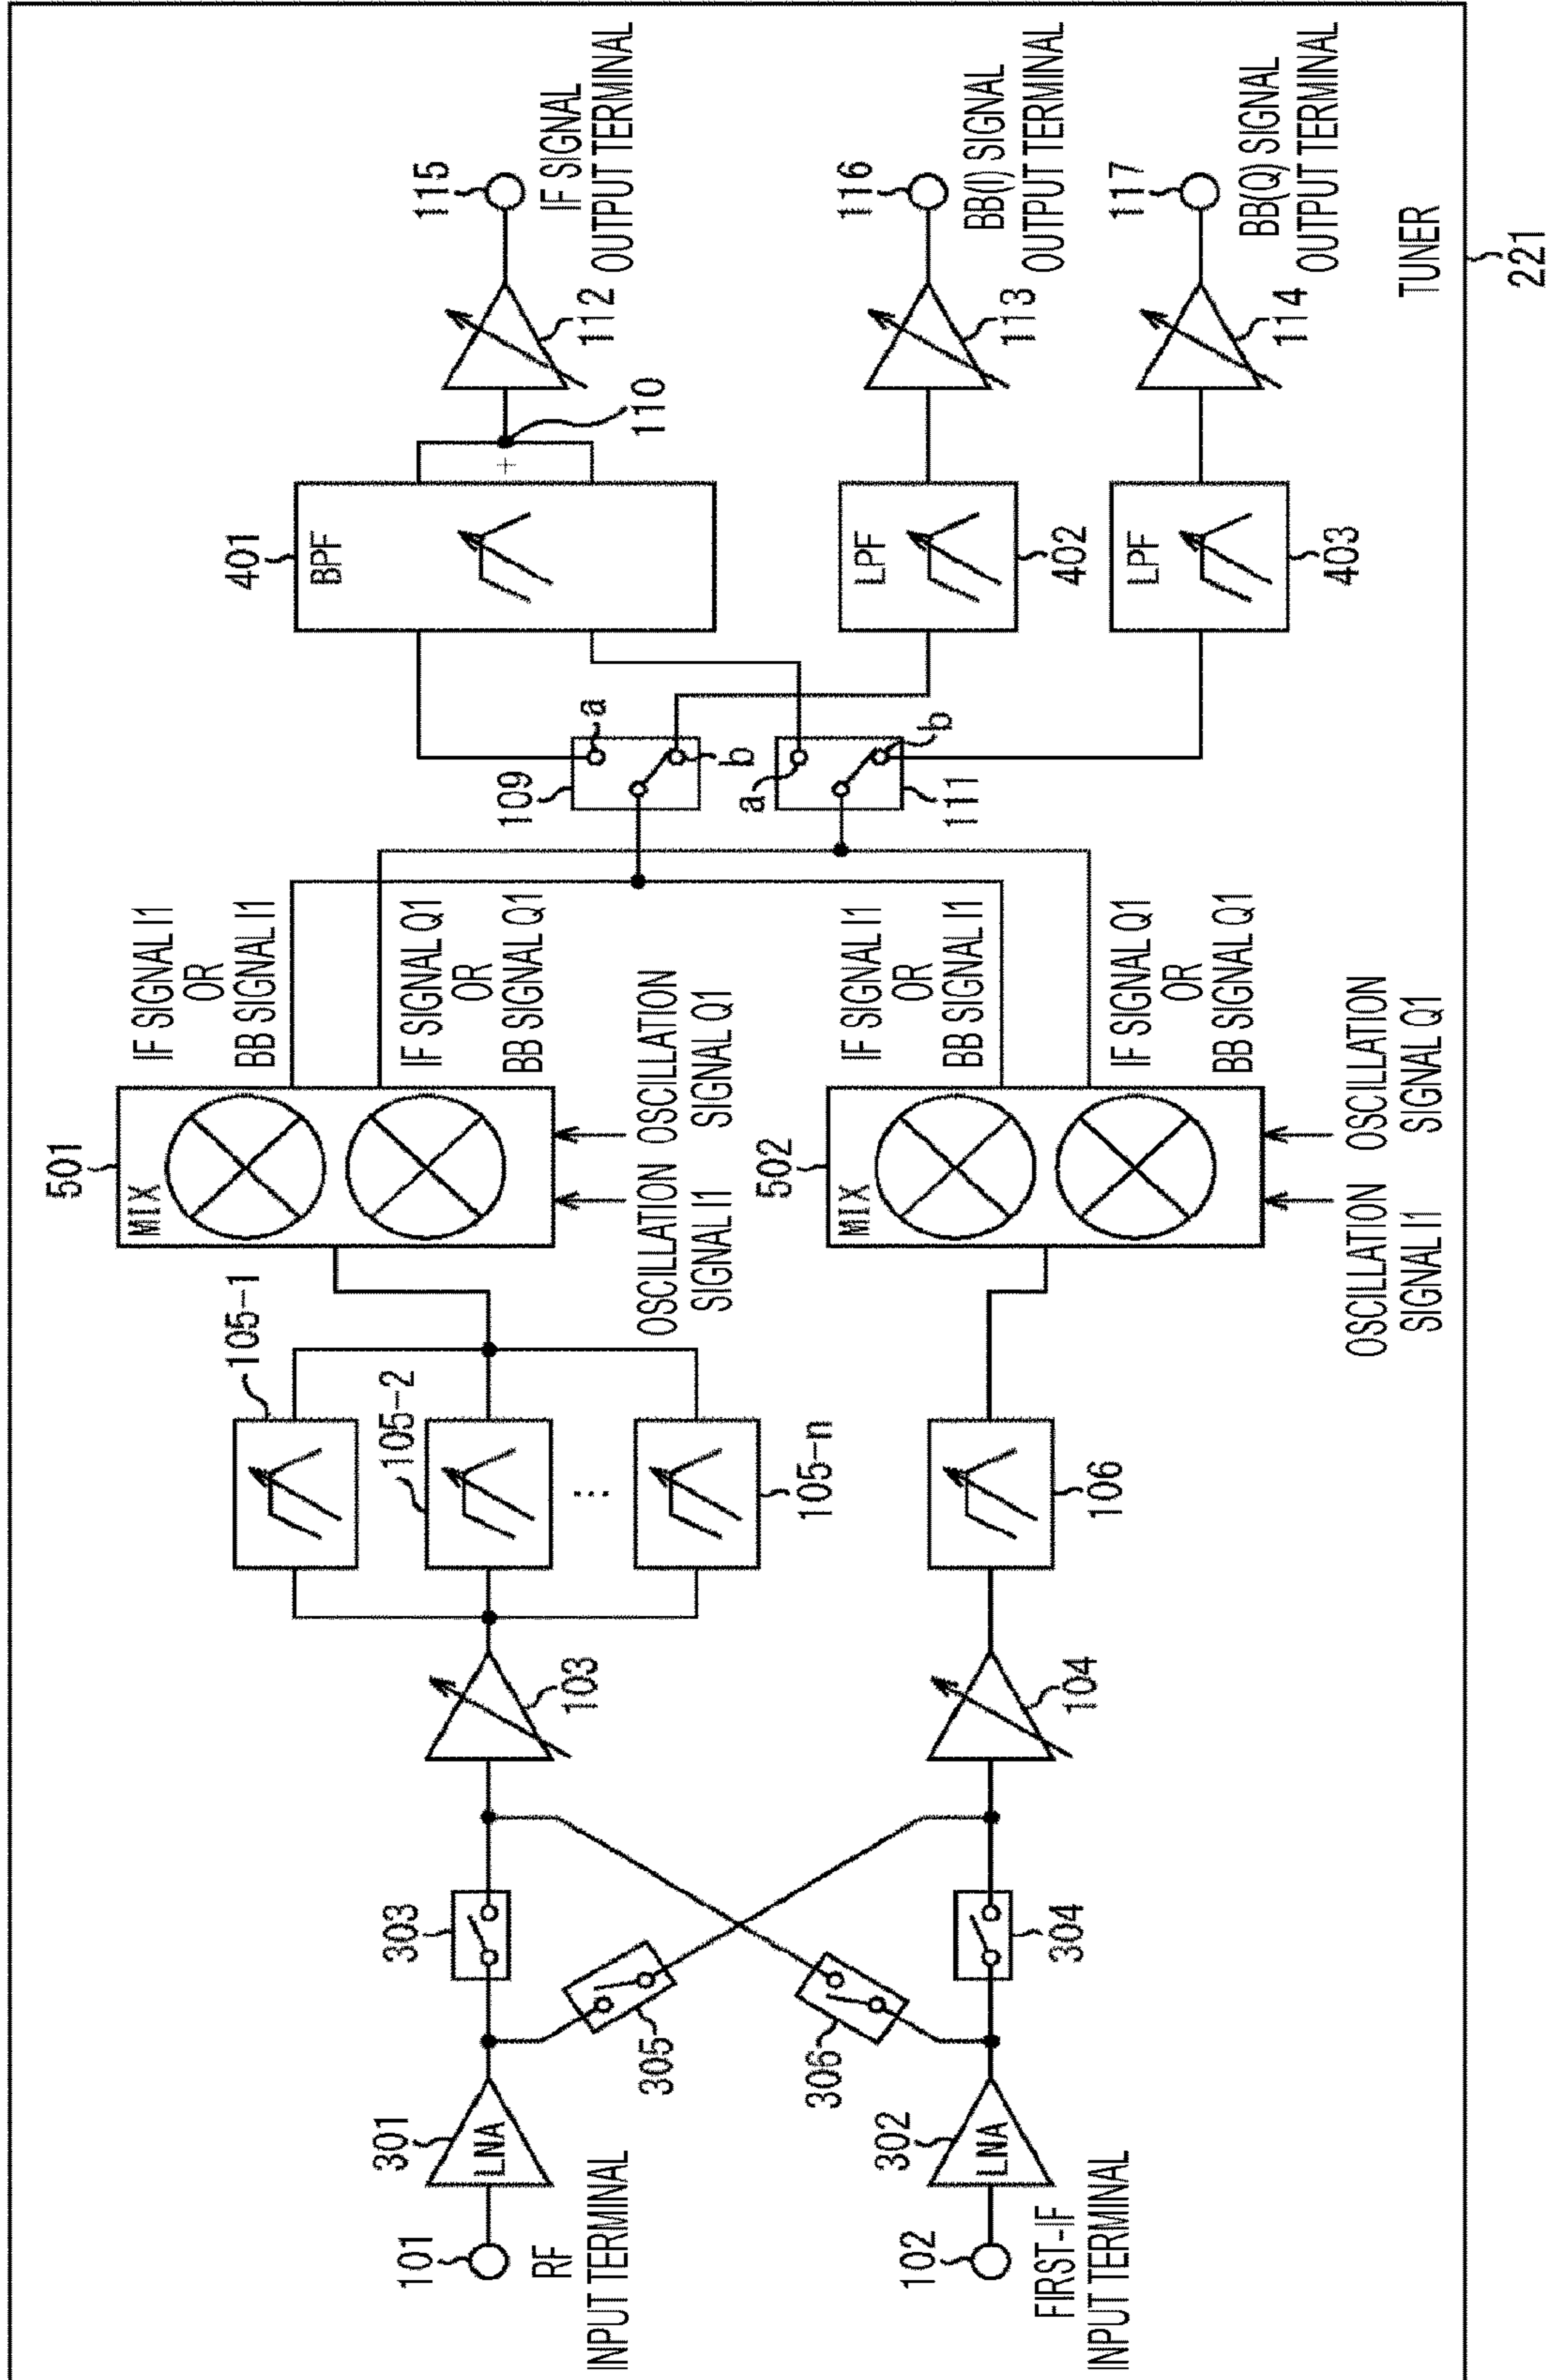 101
RF
INPUT TERMINAL
301
LNA
303
305
103
105-1
105-2
105-n
501
MIX
OSCILLATION
SIGNAL I1
OSCILLATION
SIGNAL Q1
IF SIGNAL I1
OR
BB SIGNAL I1
IF SIGNAL Q1
OR
BB SIGNAL Q1
109
a
b
401
BPF
+
110
112
115
IF SIGNAL
OUTPUT TERMINAL
102
FIRST-IF
INPUT TERMINAL
302
LNA
304
306
104
106
502
MIX
OSCILLATION
SIGNAL I1
OSCILLATION
SIGNAL Q1
IF SIGNAL I1
OR
BB SIGNAL I1
IF SIGNAL Q1
OR
BB SIGNAL Q1
111
a
b
LPF
402
113
116
BB(I) SIGNAL
OUTPUT TERMINAL
LPF
403
114
117
BB(Q) SIGNAL
OUTPUT TERMINAL
TUNER
221